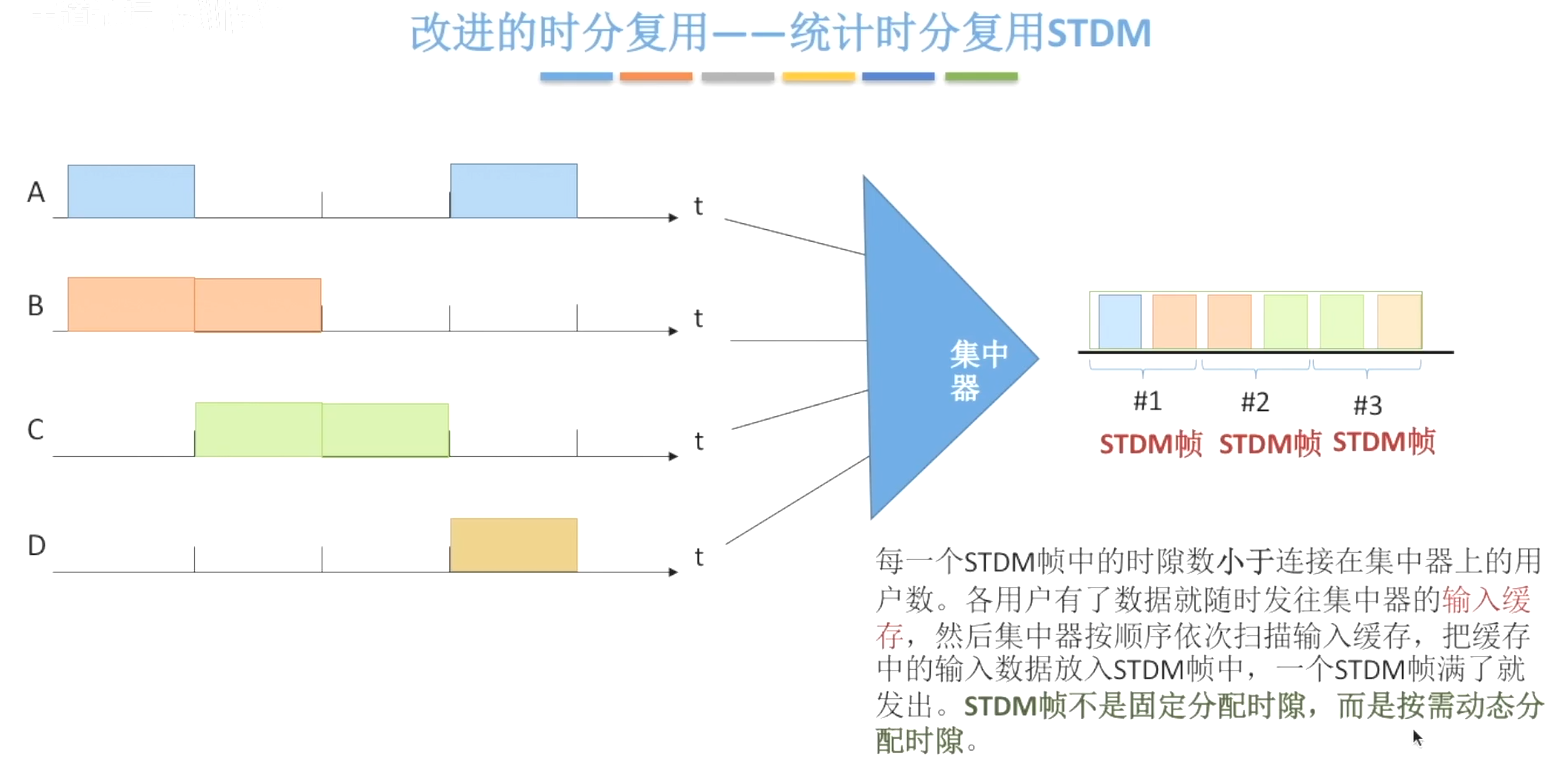 改进的时分复用——统计时分复用STDM
A
t
B
t
C
t
D
t
集中
器
#1
#2
#3
STDM帧
STDM帧
STDM帧
每一个STDM帧中的时隙数小于连接在集中器上的用
户数。各用户有了数据就随时发往集中器的输入缓
存，然后集中器按顺序依次扫描输入缓存，把缓存
中的输入数据放入STDM帧中，一个STDM帧满了就
发出。STDM帧不是固定分配时隙，而是按需动态分
配时隙。